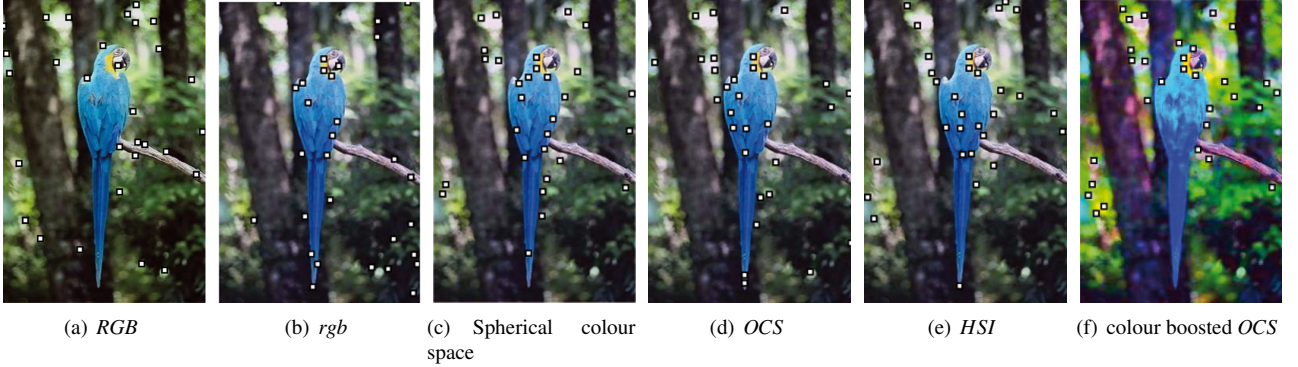 (a) RGB
(b) rgb
(c) Spherical colour
space
(d) OCS
(e) HSI
(f) colour boosted OCS